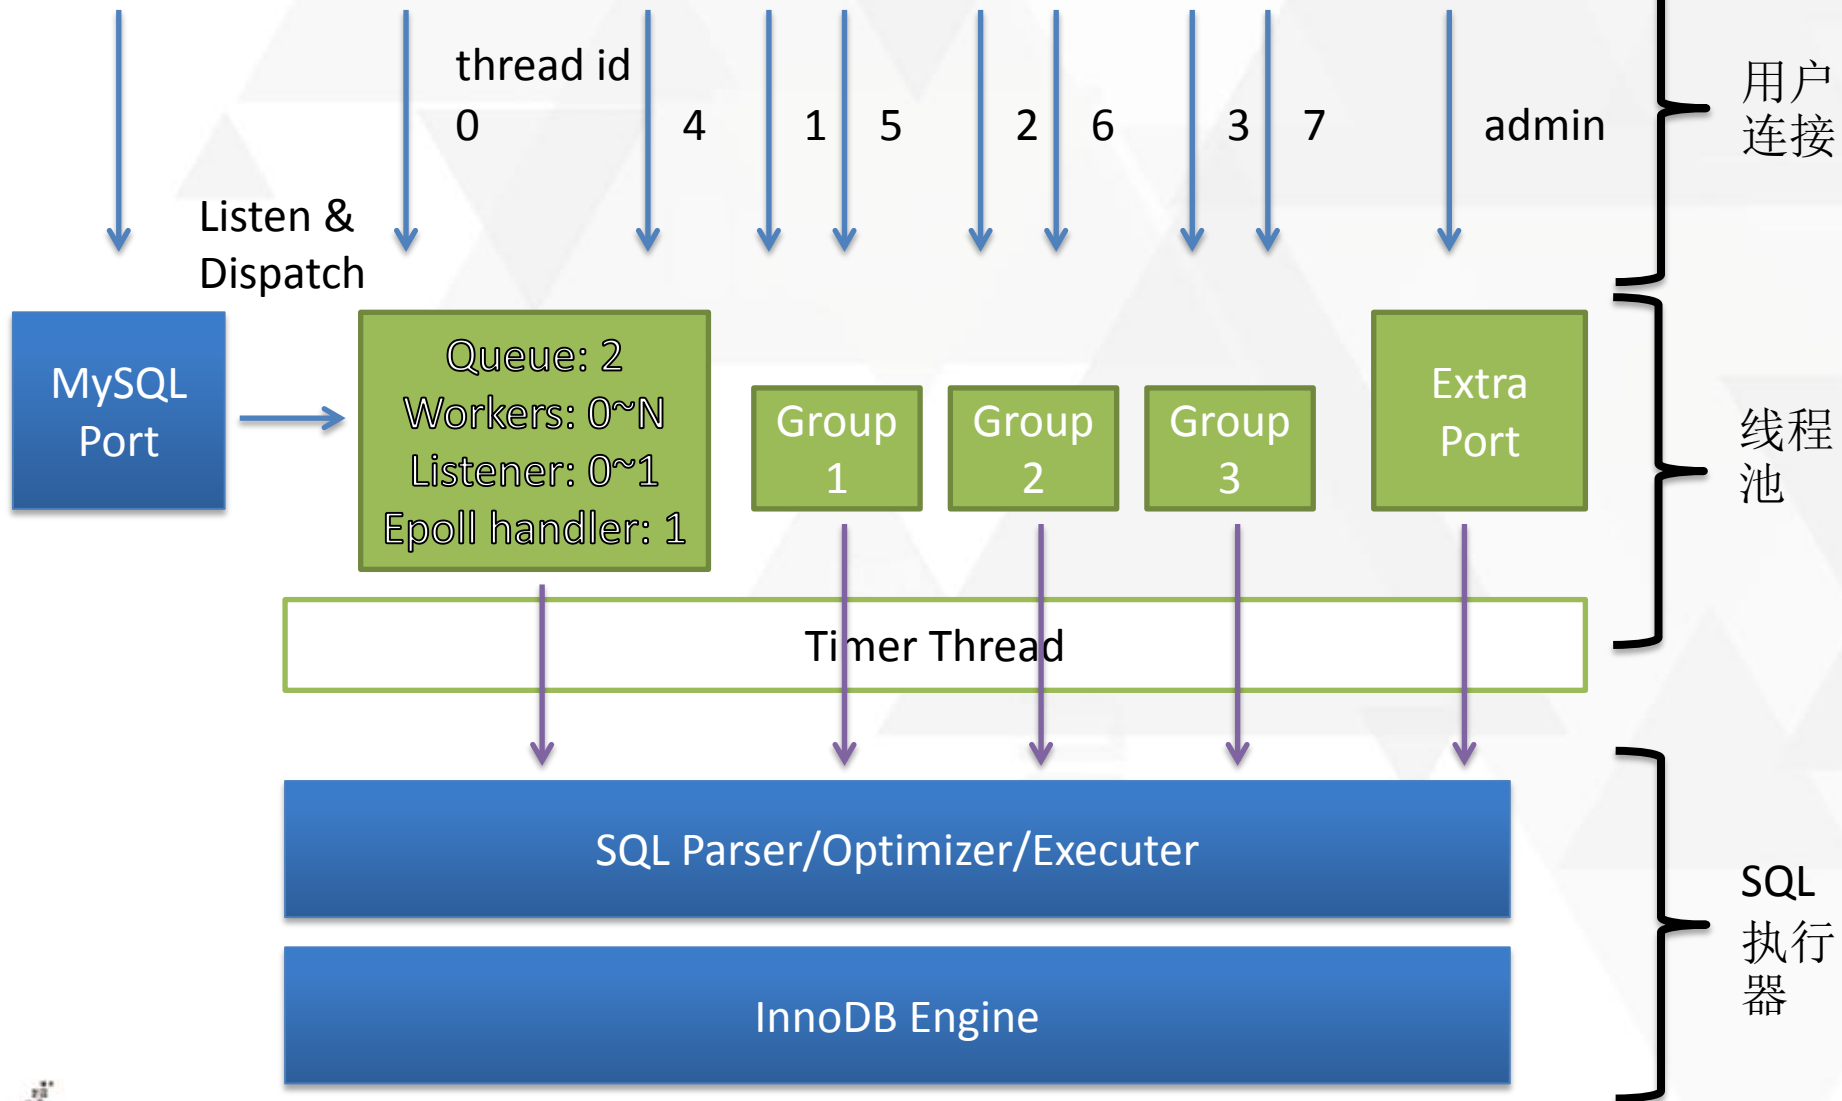 thread id
0 4 1 5 2 6 3 7 admin
用户
连接
Listen &
Dispatch
MySQL
Port
Queue: 2
Workers: 0~N
Listener: 0~1
Epoll handler: 1
Group
1
Group
2
Group
3
Extra
Port
线程
池
Timer Thread
SQL Parser/Optimizer/Executer
InnoDB Engine
SQL
执行
器